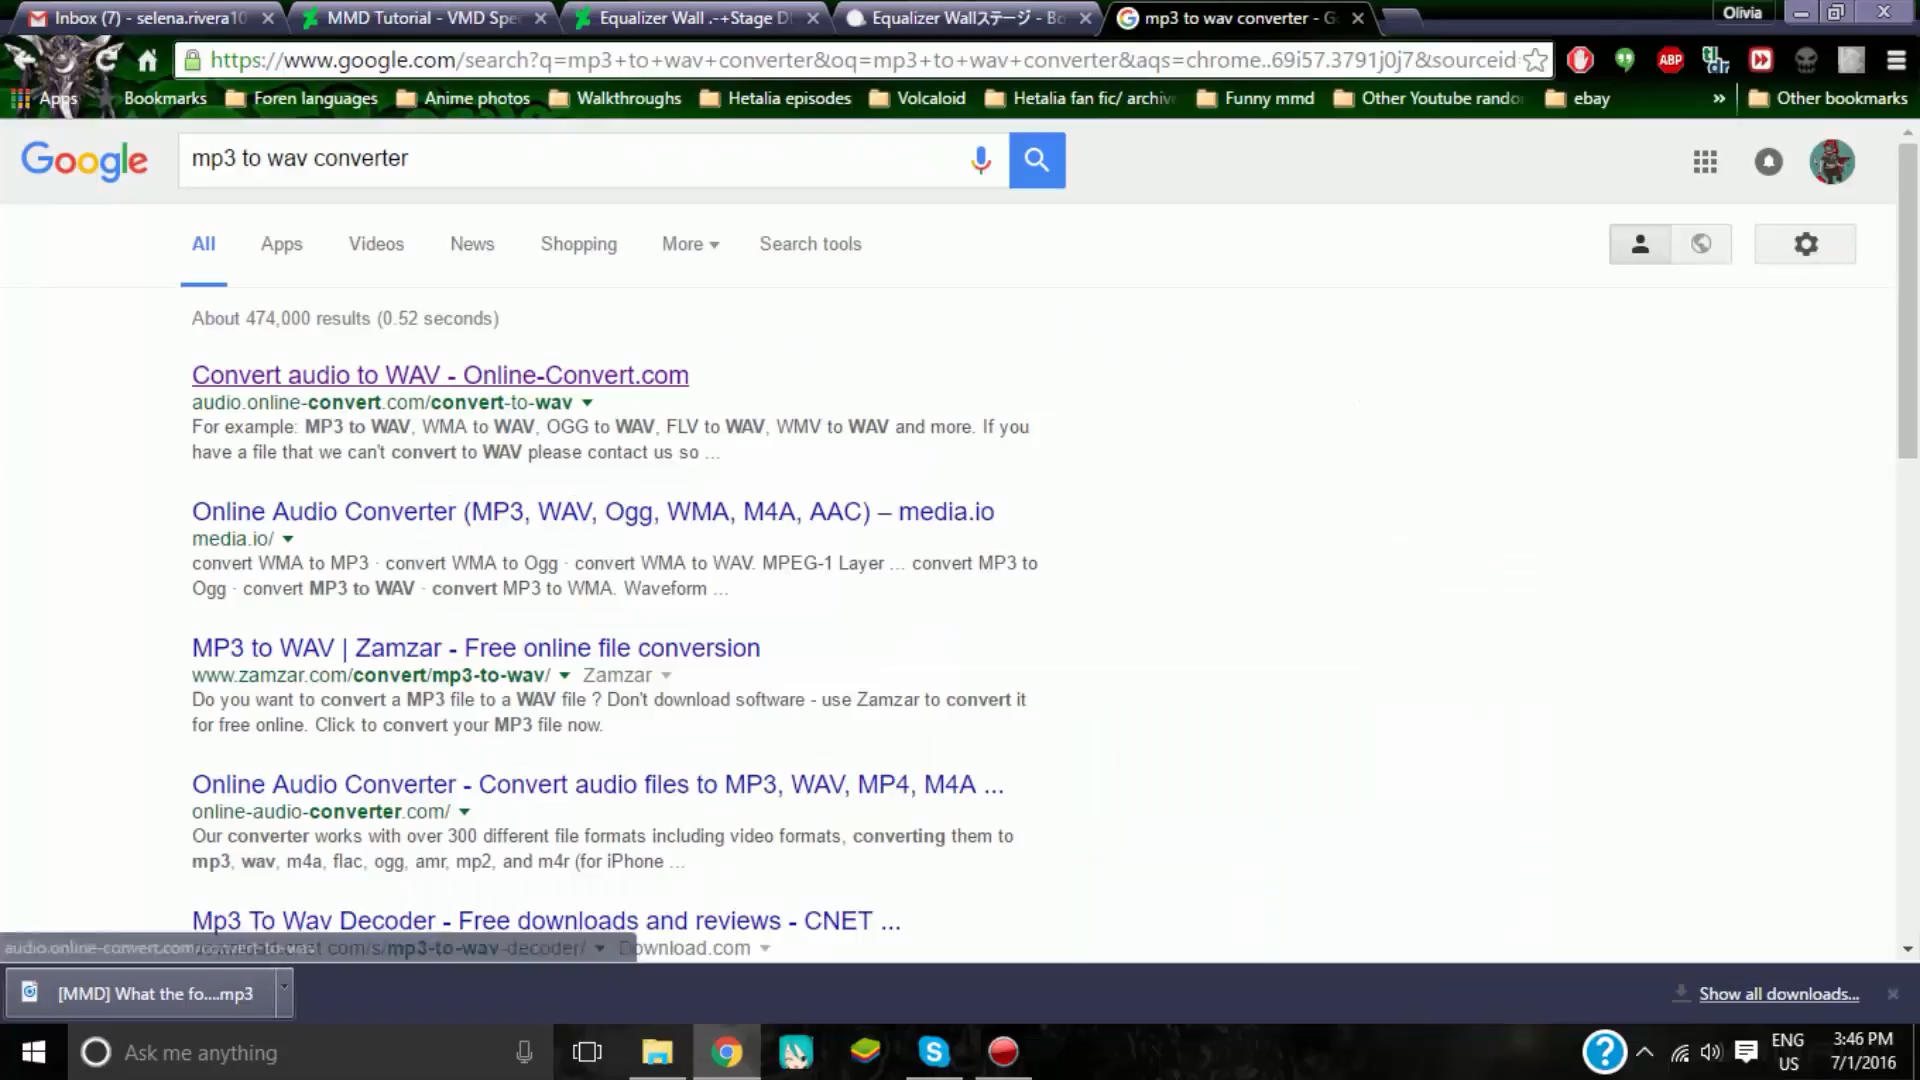 Inbox (7) - selena.rivera10
MMD Tutorial - VMD Spe
Equalizer Wall .-+Stage D
Equalizer Wallステージ - Bo
mp3 to wav converter - G
Olivia
https://www.google.com/search?q=mp3+to+wav+converter&oq=mp3+to+wav+converter&aqs=chrome..69i57.3791j0j7&sourceid
ABP
Apps
Bookmarks
Foren languages
Anime photos
Walkthroughs
Hetalia episodes
Volcaloid
Hetalia fan fic/ archiv
Funny mmd
Other Youtube rando
ebay
»
Other bookmarks
Google
mp3 to wav converter
All
Apps
Videos
News
Shopping
More
Search tools
About 474,000 results (0.52 seconds)
Convert audio to WAV - Online-Convert.com
audio.online-convert.com/convert-to-wav
For example: MP3 to WAV, WMA to WAV, OGG to WAV, FLV to WAV, WMV to WAV and more. If you
have a file that we can't convert to WAV please contact us so ...
Online Audio Converter (MP3, WAV, Ogg, WMA, M4A, AAC) – media.io
media.io/
convert WMA to MP3 · convert WMA to Ogg · convert WMA to WAV. MPEG-1 Layer ... convert MP3 to
Ogg · convert MP3 to WAV · convert MP3 to WMA. Waveform ...
MP3 to WAV | Zamzar - Free online file conversion
www.zamzar.com/convert/mp3-to-wav/ Zamzar
Do you want to convert a MP3 file to a WAV file ? Don't download software - use Zamzar to convert it
for free online. Click to convert your MP3 file now.
Online Audio Converter - Convert audio files to MP3, WAV, MP4, M4A ...
online-audio-converter.com/
Our converter works with over 300 different file formats including video formats, converting them to
mp3, wav, m4a, flac, ogg, amr, mp2, and m4r (for iPhone ...
Mp3 To Wav Decoder - Free downloads and reviews - CNET ...
mp3-to-wav-decoder/ Download.com
[MMD] What the fo....mp3
Show all downloads...
Ask me anything
ENG
US
3:46 PM
7/1/2016